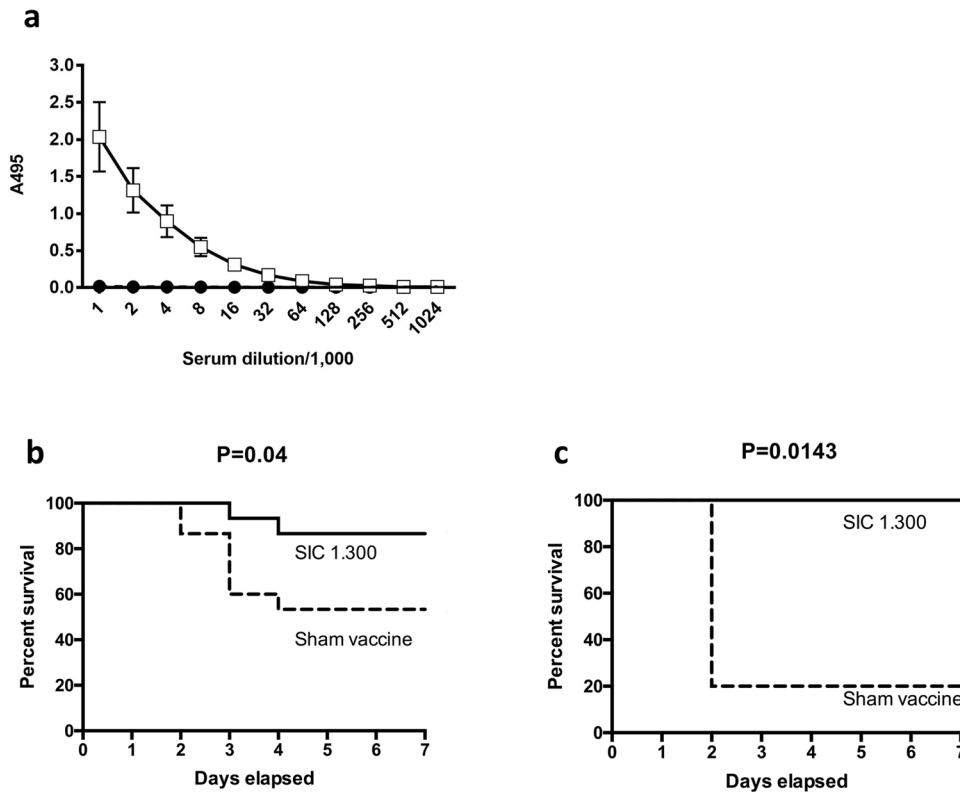 a
3.0
2.5
2.0
1.5
1.0
0.5
0.0
A495
1 2 4 8 16 32 64 128 256 512 1024
Serum dilution/1,000
b
P=0.04
100
80
60
40
20
0
Percent survival
SIC 1.300
Sham vaccine
0 1 2 3 4 5 6 7
Days elapsed
c
P=0.0143
100
80
60
40
20
0
Percent survival
SIC 1.300
Sham vaccine
0 1 2 3 4 5 6 7
Days elapsed